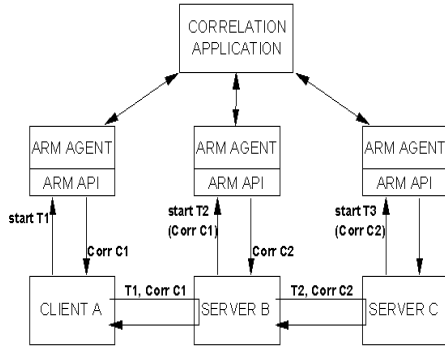 CORRELATION
APPLICATION
ARM AGENT
ARM API
ARM AGENT
ARM API
ARM AGENT
ARM API
start T1
Corr C1
start T2
(Corr C1)
Corr C2
start T3
(Corr C2)
CLIENT A
T1, Corr C1
SERVER B
T2, Corr C2
SERVER C